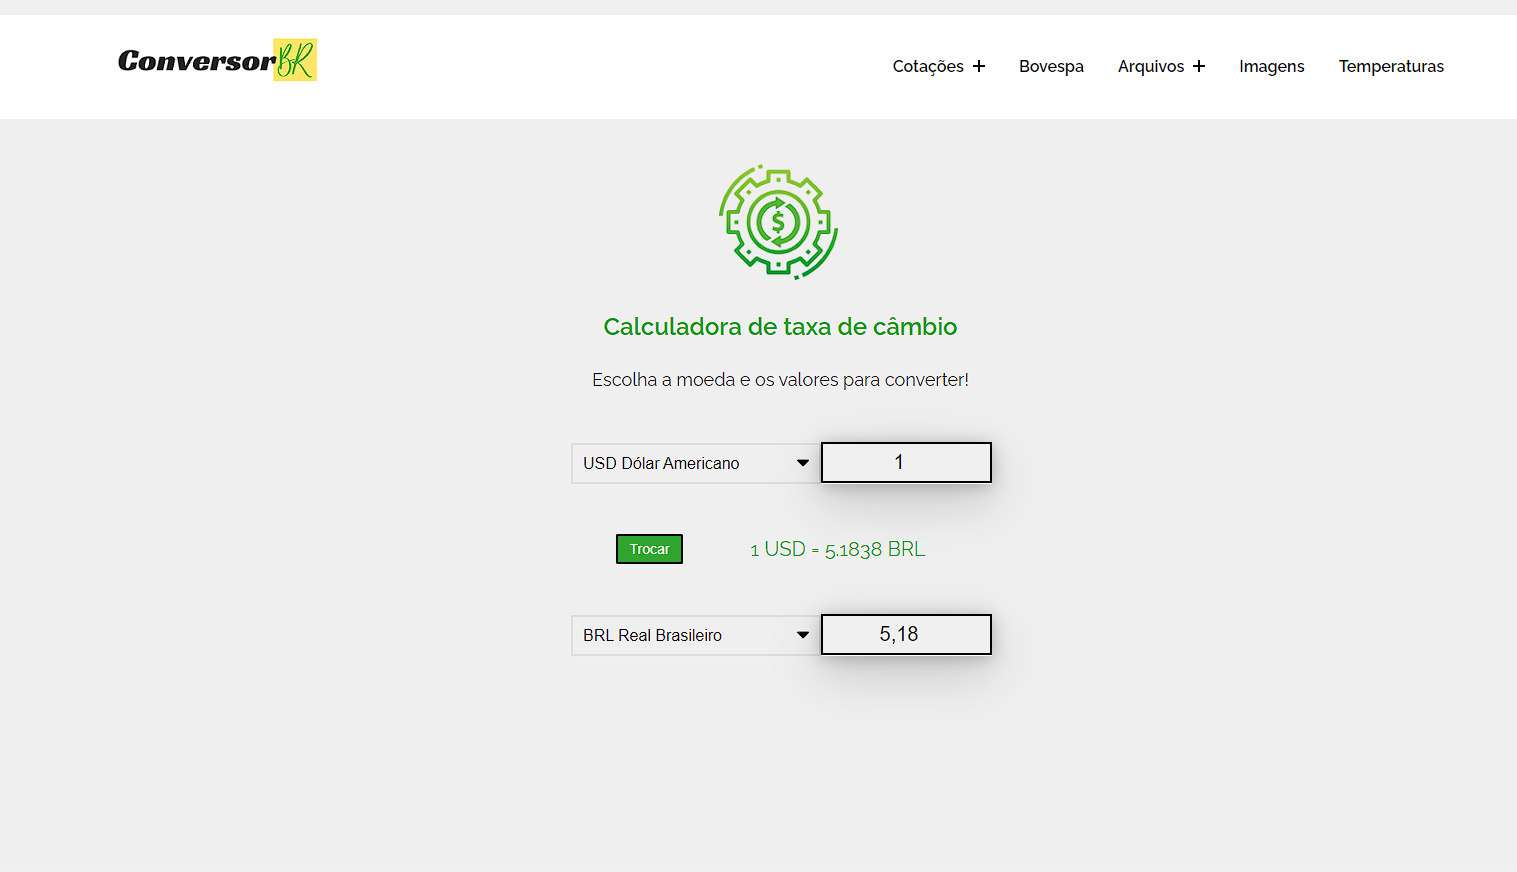 ConversorBR
Cotações + Bovespa Arquivos + Imagens Temperaturas
$
Calculadora de taxa de câmbio
Escolha a moeda e os valores para converter!
USD Dólar Americano 1
Trocar 1 USD = 5.1838 BRL
BRL Real Brasileiro 5,18